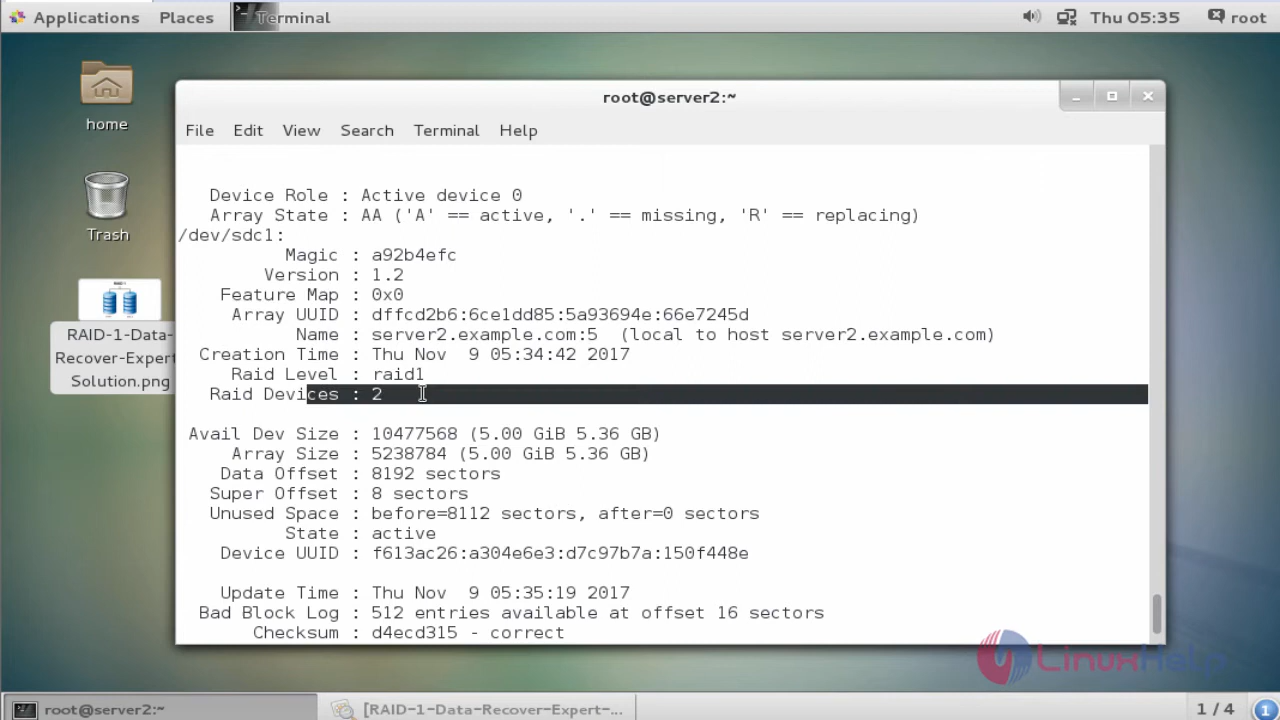 Applications Places Terminal Thu 05:35 root
home
Trash
RAID-1-Data-
Recover-Expert
Solution.png
root@server2:~
File Edit View Search Terminal Help
Device Role : Active device 0
Array State : AA ('A' == active, '.' == missing, 'R' == replacing)
/dev/sdc1:
Magic : a92b4efc
Version : 1.2
Feature Map : 0x0
Array UUID : dffcd2b6:6ce1dd85:5a93694e:66e7245d
Name : server2.example.com:5 (local to host server2.example.com)
Creation Time : Thu Nov 9 05:34:42 2017
Raid Level : raid1
Raid Devices : 2
Avail Dev Size : 10477568 (5.00 GiB 5.36 GB)
Array Size : 5238784 (5.00 GiB 5.36 GB)
Data Offset : 8192 sectors
Super Offset : 8 sectors
Unused Space : before=8112 sectors, after=0 sectors
State : active
Device UUID : f613ac26:a304e6e3:d7c97b7a:150f448e
Update Time : Thu Nov 9 05:35:19 2017
Bad Block Log : 512 entries available at offset 16 sectors
Checksum : d4ecd315 - correct
LinuxHelp
root@server2:~ [RAID-1-Data-Recover-Expert-... 1 / 4 1